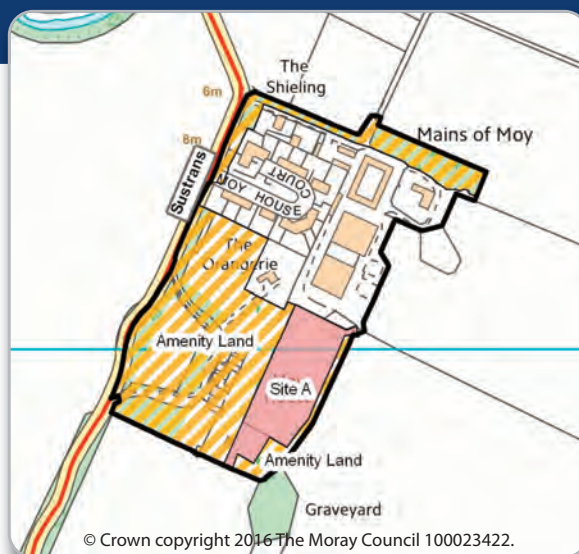 The
Shieling
6m
Mains of Moy
8m
Sustrans
MOY HOUSE
COURT
The
Orangerie
Amenity Land
Site A
Amenity Land
Graveyard
© Crown copyright 2016 The Moray Council 100023422.